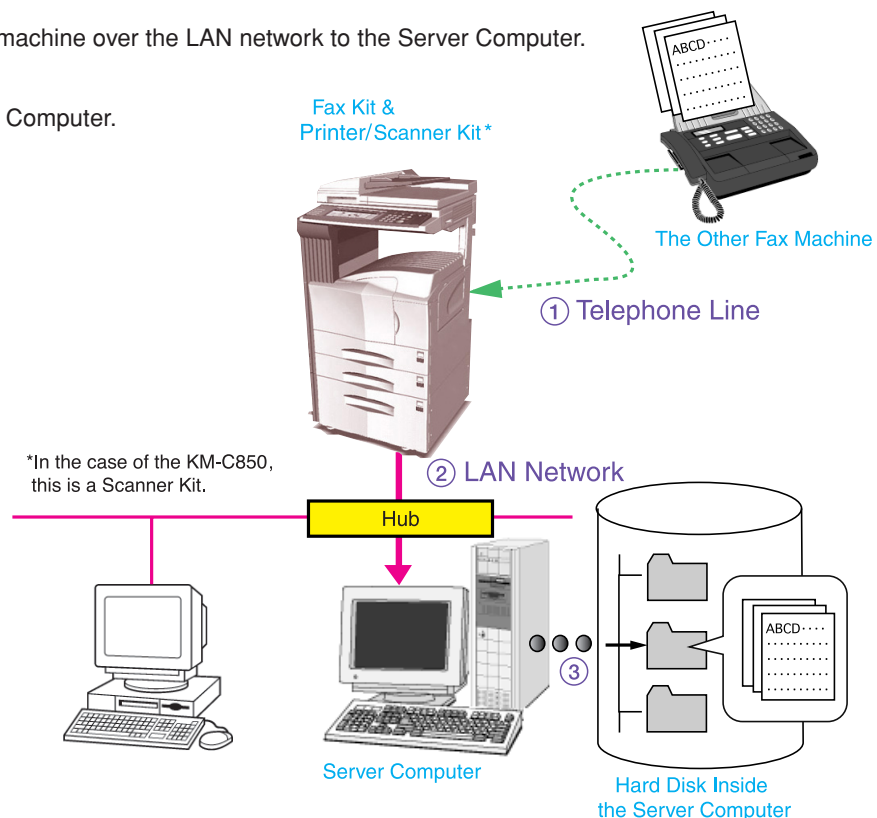 machine over the LAN network to the Server Computer.
Computer.
Fax Kit &
Printer/Scanner Kit*
ABCD····
The Other Fax Machine
① Telephone Line
*In the case of the KM-C850,
this is a Scanner Kit.
② LAN Network
Hub
ABCD····
③
Server Computer
Hard Disk Inside
the Server Computer